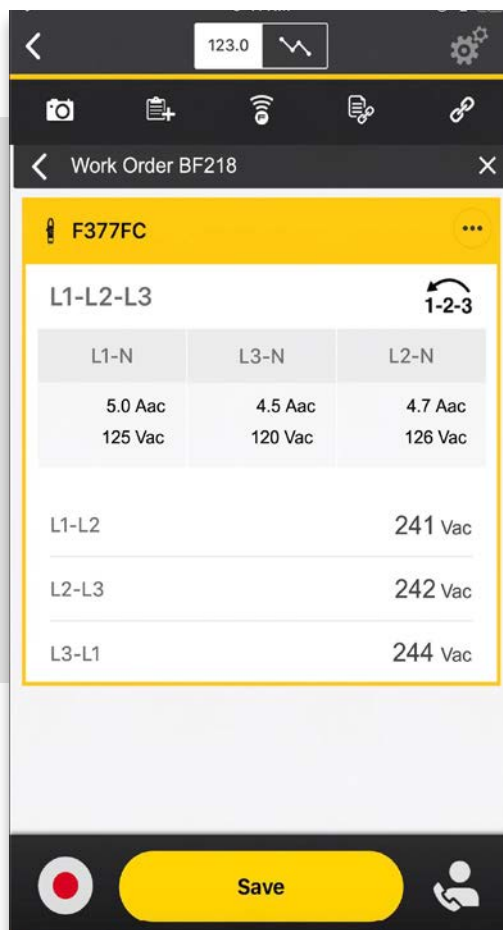 123.0
Work Order BF218
F377FC
L1-L2-L3
1-2-3
L1-N L3-N L2-N
5.0 Aac 4.5 Aac 4.7 Aac
125 Vac 120 Vac 126 Vac
L1-L2 241 Vac
L2-L3 242 Vac
L3-L1 244 Vac
Save